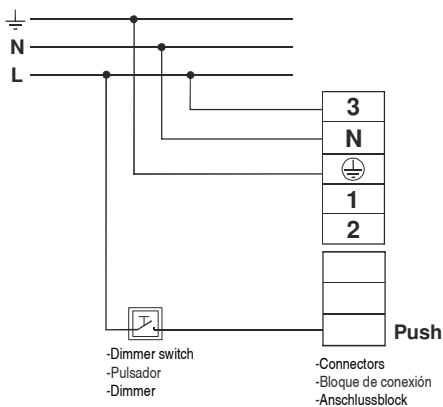 N
L
3
N
1
2
Push
-Dimmer switch
-Pulsador
-Dimmer
-Connectors
-Bloque de conexión
-Anschlussblock